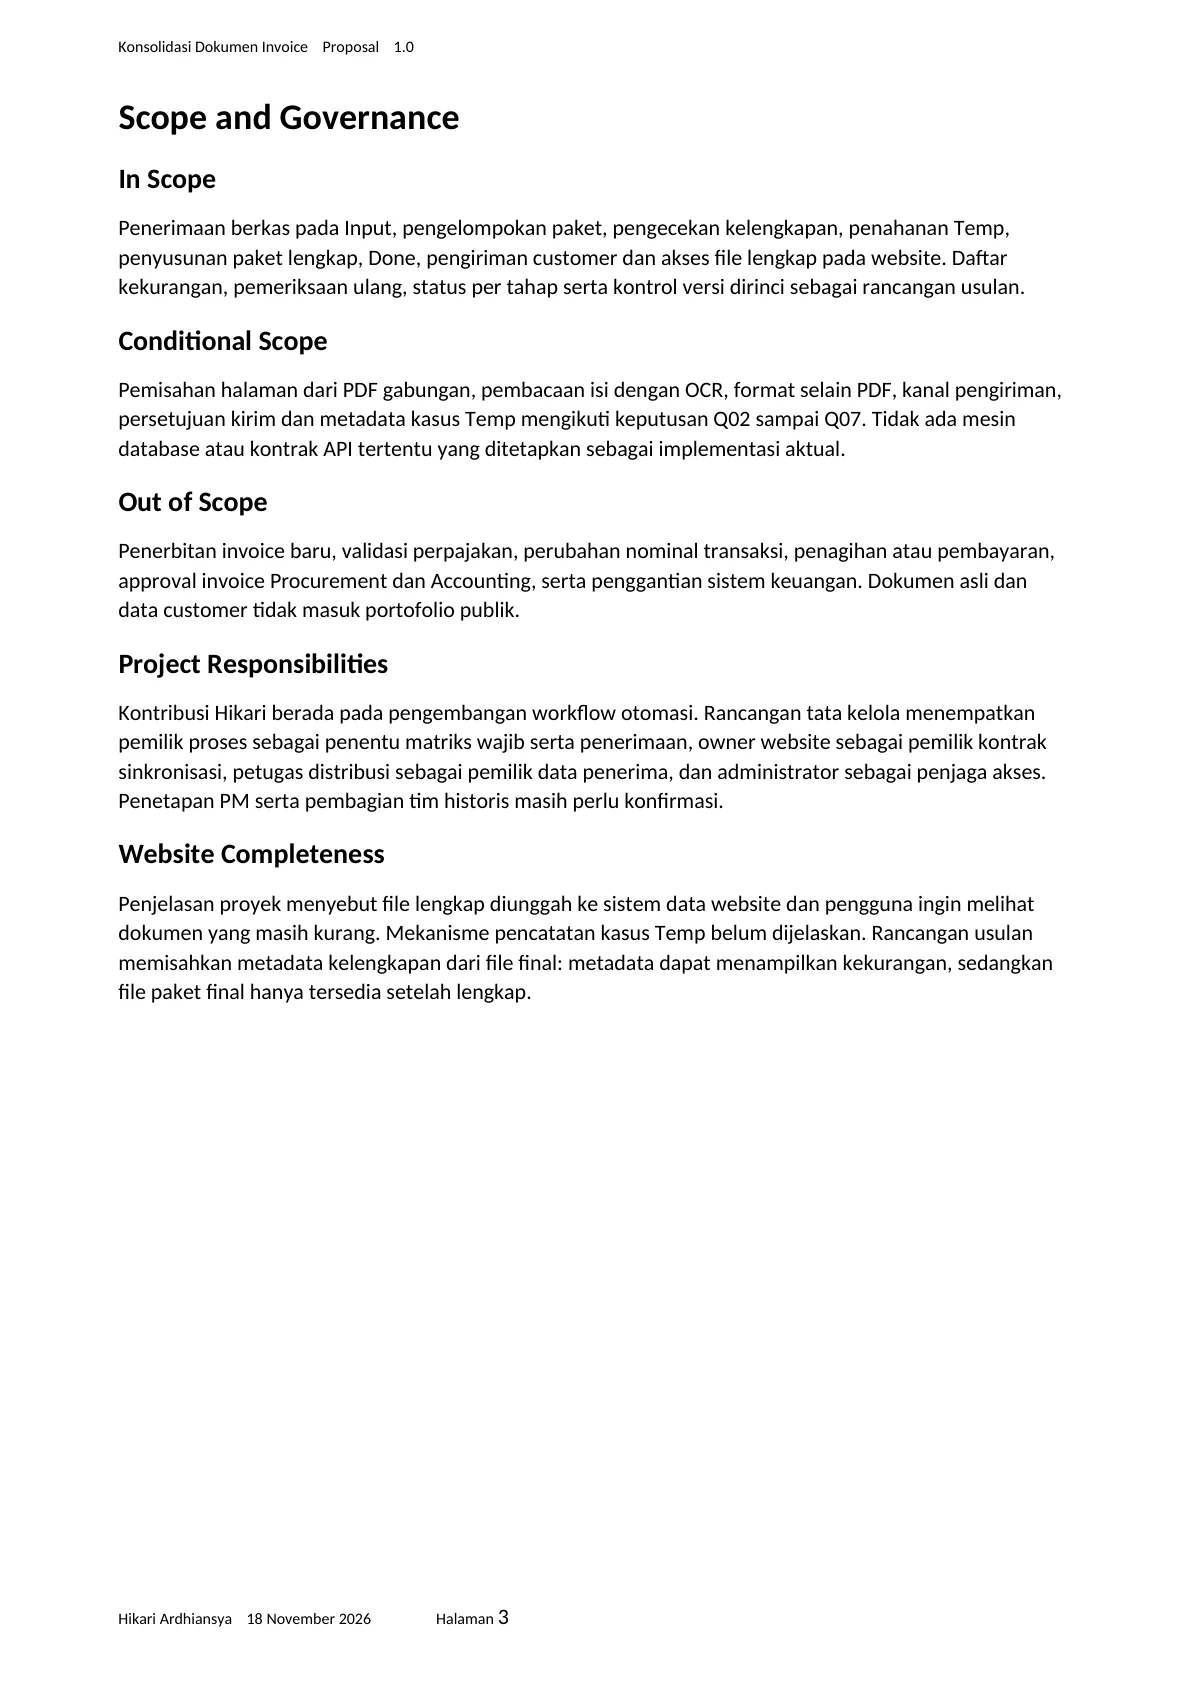 Konsolidasi Dokumen Invoice Proposal 1.0
Scope and Governance
In Scope
Penerimaan berkas pada Input, pengelompokan paket, pengecekan kelengkapan, penahanan Temp,
penyusunan paket lengkap, Done, pengiriman customer dan akses file lengkap pada website. Daftar
kekurangan, pemeriksaan ulang, status per tahap serta kontrol versi dirinci sebagai rancangan usulan.
Conditional Scope
Pemisahan halaman dari PDF gabungan, pembacaan isi dengan OCR, format selain PDF, kanal pengiriman,
persetujuan kirim dan metadata kasus Temp mengikuti keputusan Q02 sampai Q07. Tidak ada mesin
database atau kontrak API tertentu yang ditetapkan sebagai implementasi aktual.
Out of Scope
Penerbitan invoice baru, validasi perpajakan, perubahan nominal transaksi, penagihan atau pembayaran,
approval invoice Procurement dan Accounting, serta penggantian sistem keuangan. Dokumen asli dan
data customer tidak masuk portofolio publik.
Project Responsibilities
Kontribusi Hikari berada pada pengembangan workflow otomasi. Rancangan tata kelola menempatkan
pemilik proses sebagai penentu matriks wajib serta penerimaan, owner website sebagai pemilik kontrak
sinkronisasi, petugas distribusi sebagai pemilik data penerima, dan administrator sebagai penjaga akses.
Penetapan PM serta pembagian tim historis masih perlu konfirmasi.
Website Completeness
Penjelasan proyek menyebut file lengkap diunggah ke sistem data website dan pengguna ingin melihat
dokumen yang masih kurang. Mekanisme pencatatan kasus Temp belum dijelaskan. Rancangan usulan
memisahkan metadata kelengkapan dari file final: metadata dapat menampilkan kekurangan, sedangkan
file paket final hanya tersedia setelah lengkap.
Hikari Ardhiansya 18 November 2026 Halaman 3